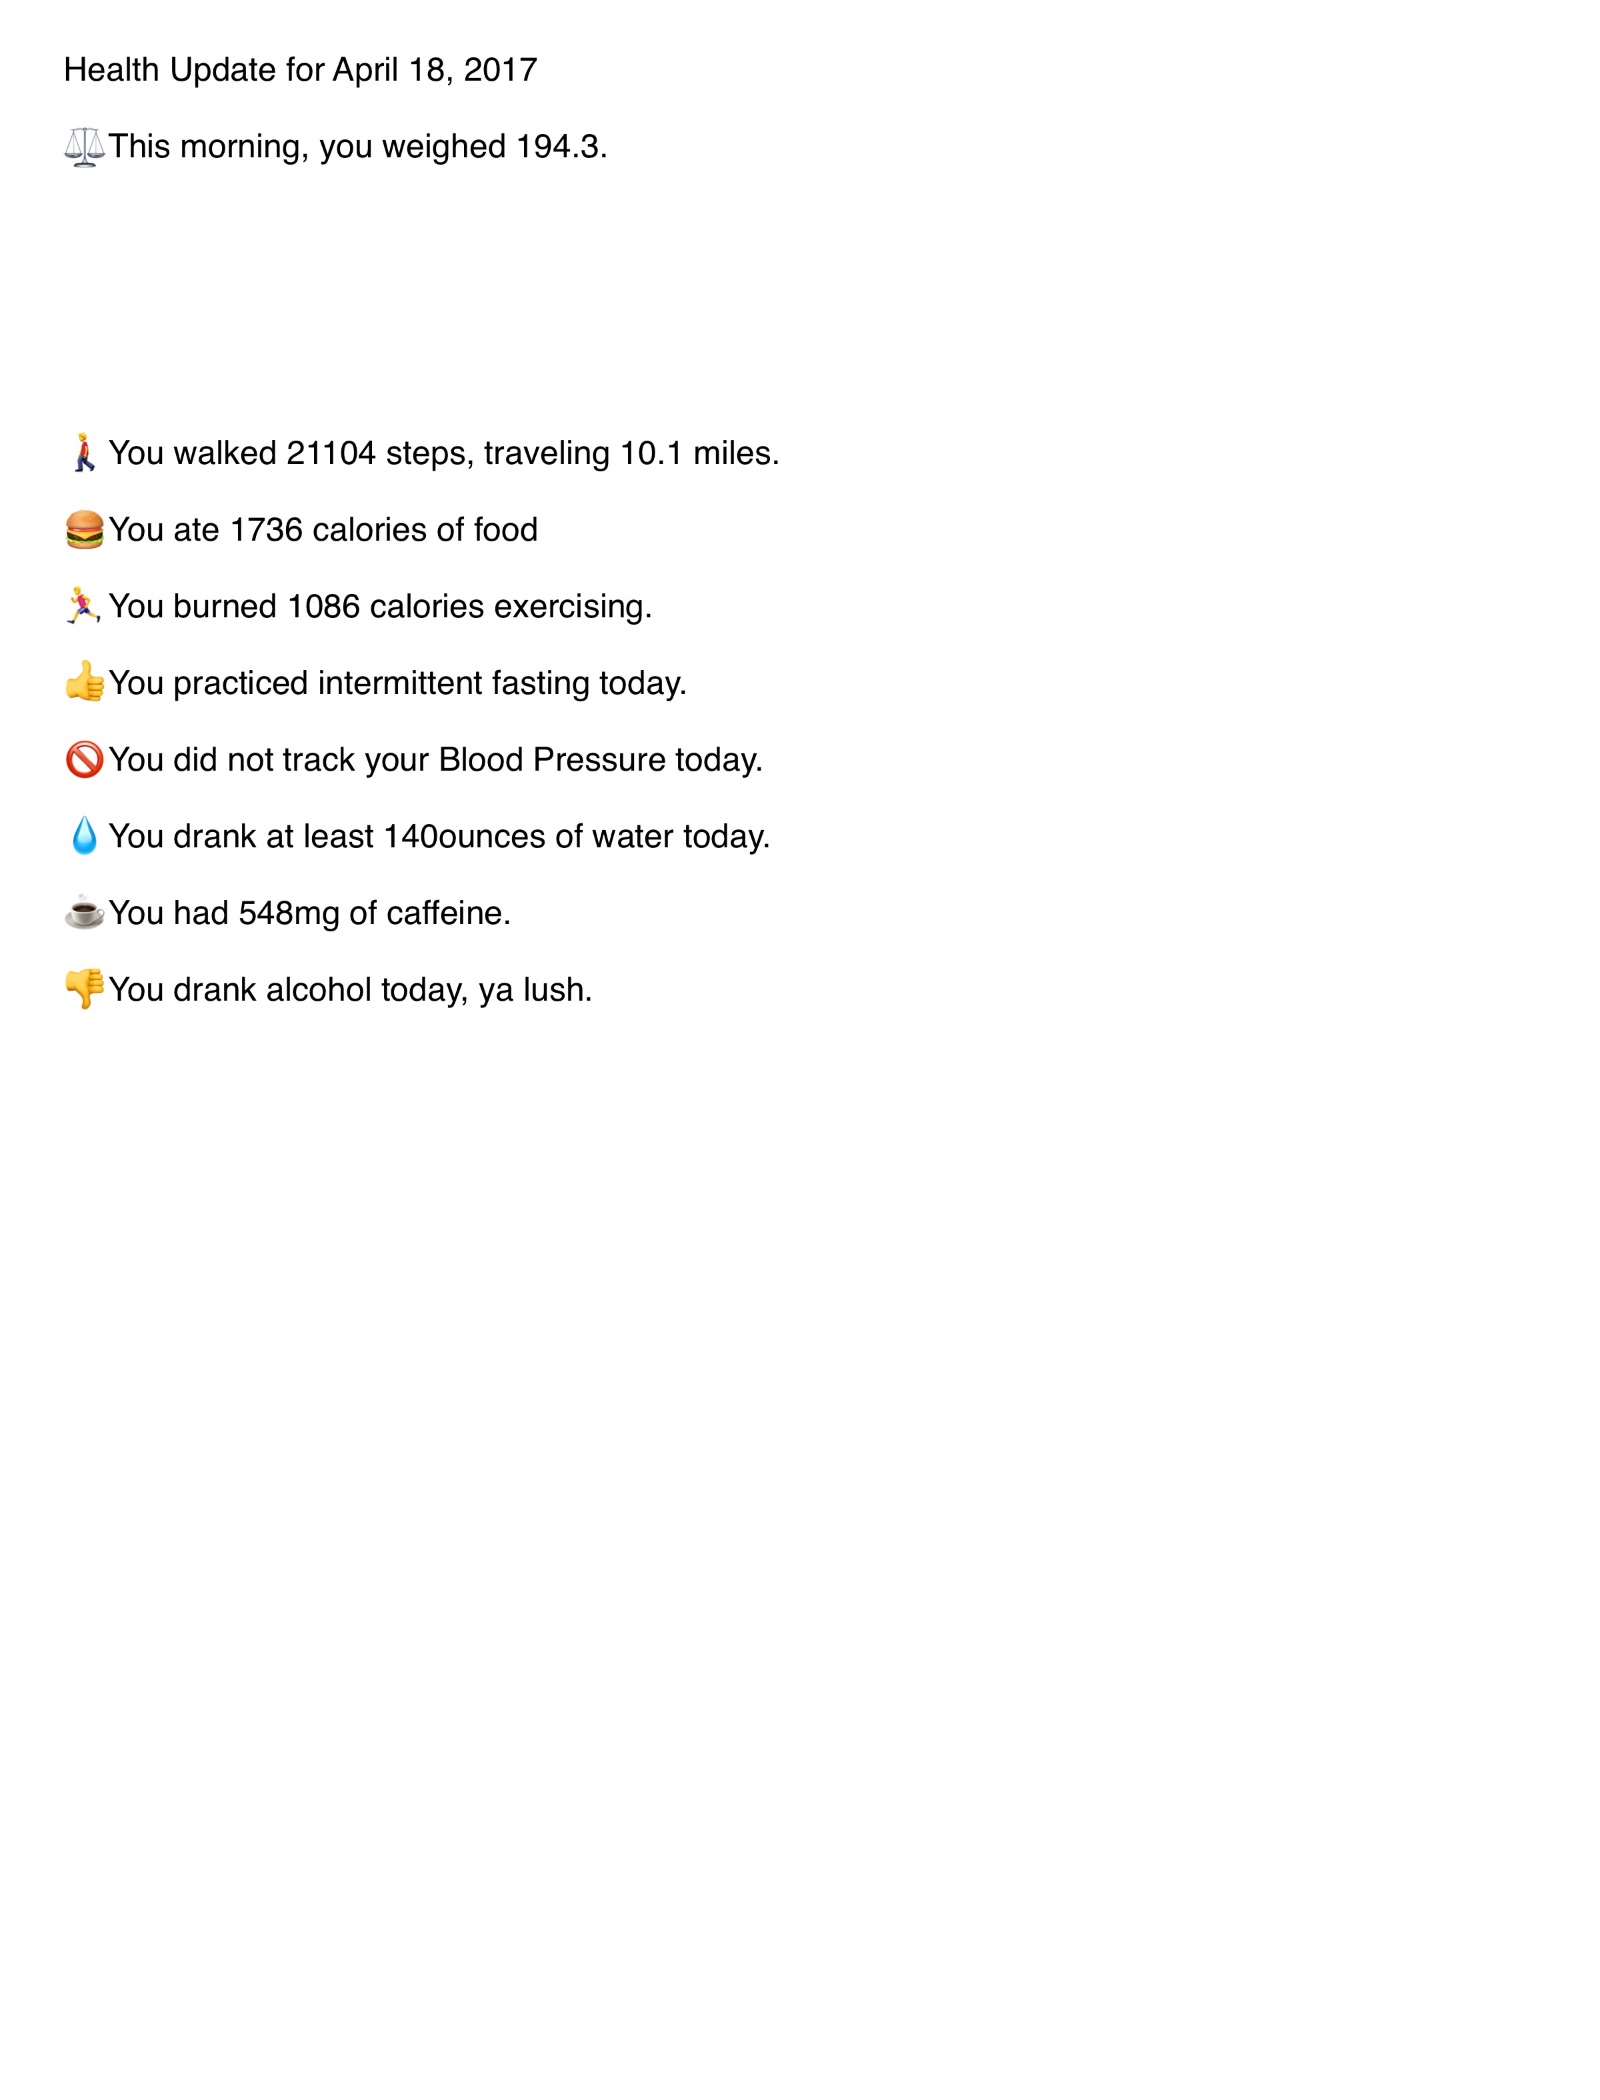 Health Update for April 18, 2017
⚖️This morning, you weighed 194.3.
🚶You walked 21104 steps, traveling 10.1 miles.
🍔You ate 1736 calories of food
🏃You burned 1086 calories exercising.
👍You practiced intermittent fasting today.
🚫You did not track your Blood Pressure today.
💧You drank at least 140ounces of water today.
☕️You had 548mg of caffeine.
👎You drank alcohol today, ya lush.